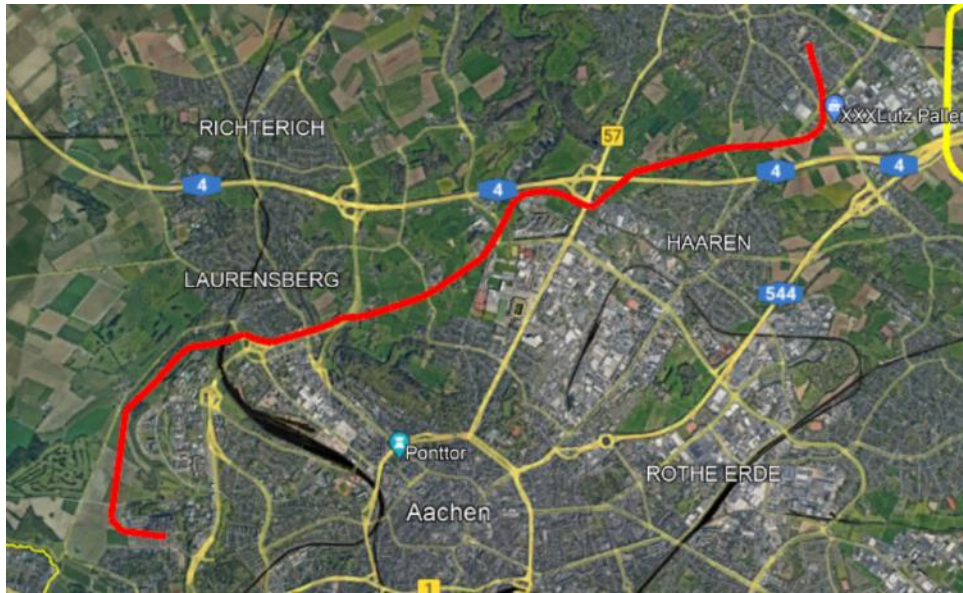 RICHTERICH
57
XXXLutz Pallen
4
4
4
4
HAAREN
LAURENSBERG
544
Ponttor
ROTHE ERDE
Aachen
1